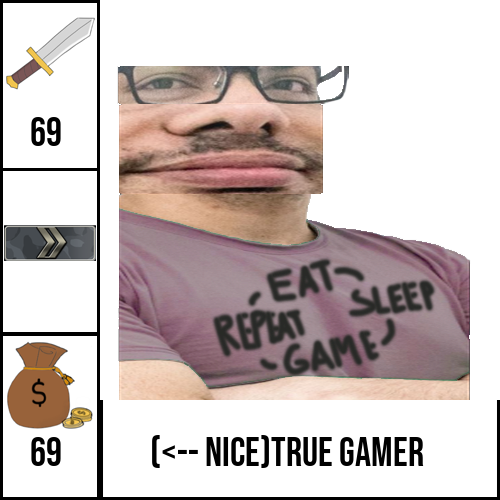 69
$
69
EAT
SLEEP
REPEAT
GAME
(<-- NICE)TRUE GAMER